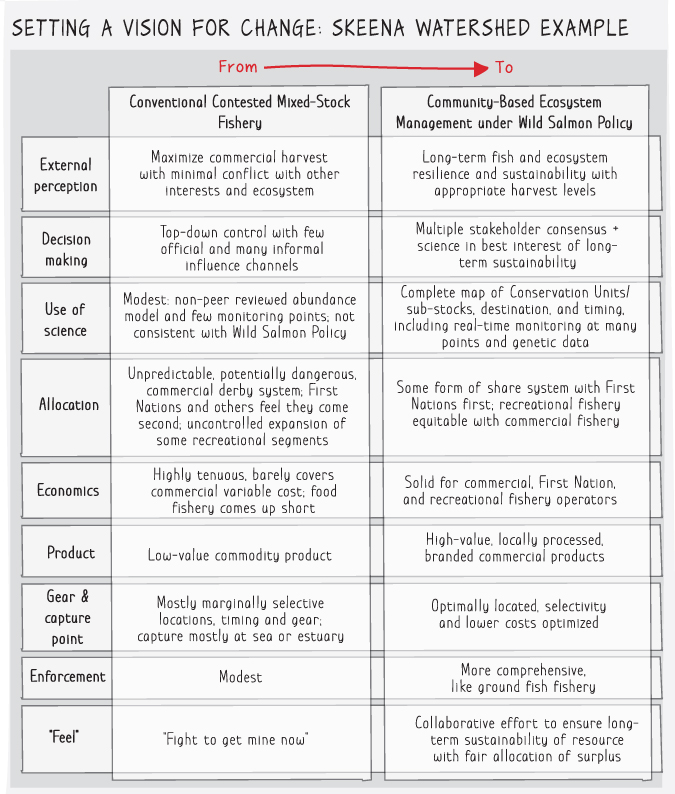 SETTING A VISION FOR CHANGE: SKEENA WATERSHED EXAMPLE
From
To
Conventional Contested Mixed-Stock
Fishery
Community-Based Ecosystem
Management under Wild Salmon Policy
External
perception
Maximize commercial harvest
with minimal conflict with other
interests and ecosystem
Long-term fish and ecosystem
resilience and sustainability with
appropriate harvest levels
Decision
making
Top-down control with few
official and many informal
influence channels
Multiple stakeholder consensus +
science in best interest of long-
term sustainability
Use of
science
Modest: non-peer reviewed abundance
model and few monitoring points; not
consistent with Wild Salmon Policy
Complete map of Conservation Units/
sub-stocks, destination, and timing,
including real-time monitoring at many
points and genetic data
Allocation
Unpredictable, potentially dangerous,
commercial derby system; First
Nations and others feel they come
second; uncontrolled expansion of
some recreational segments
Some form of share system with First
Nations first; recreational fishery
equitable with commercial fishery
Economics
Highly tenuous, barely covers
commercial variable cost; food
fishery comes up short
Solid for commercial, First Nation,
and recreational fishery operators
Product
Low-value commodity product
High-value, locally processed,
branded commercial products
Gear &
capture
point
Mostly marginally selective
locations, timing and gear;
capture mostly at sea or estuary
Optimally located, selectivity
and lower costs optimized
Enforcement
Modest
More comprehensive,
like ground fish fishery
"Feel"
"Fight to get mine now"
Collaborative effort to ensure long-
term sustainability of resource
with fair allocation of surplus